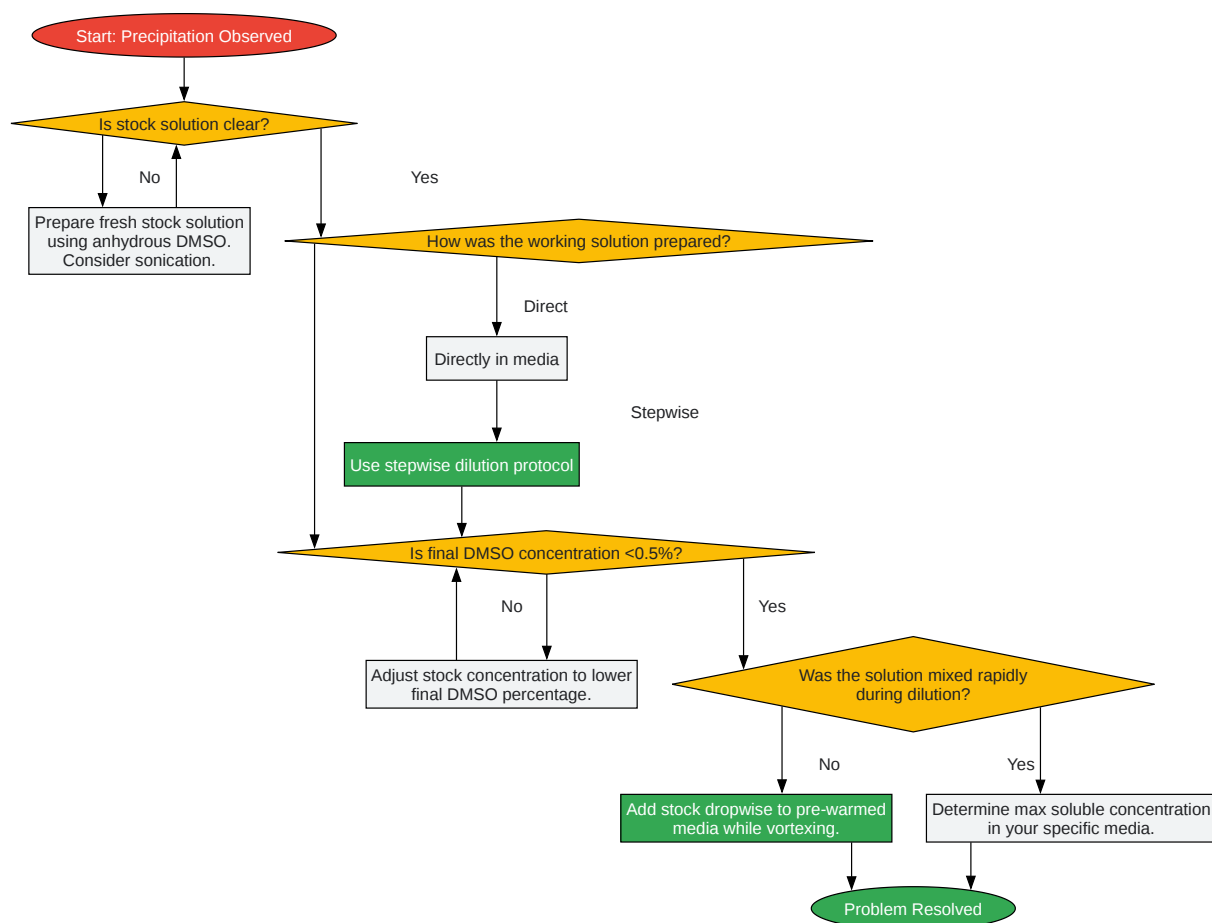 Start: Precipitation Observed
Is stock solution clear?
No
Yes
Prepare fresh stock solution
using anhydrous DMSO.
Consider sonication.
How was the working solution prepared?
Direct
Directly in media
Stepwise
Use stepwise dilution protocol
Is final DMSO concentration <0.5%?
No
Yes
Adjust stock concentration to lower
final DMSO percentage.
Was the solution mixed rapidly
during dilution?
No
Yes
Add stock dropwise to pre-warmed
media while vortexing.
Determine max soluble concentration
in your specific media.
Problem Resolved